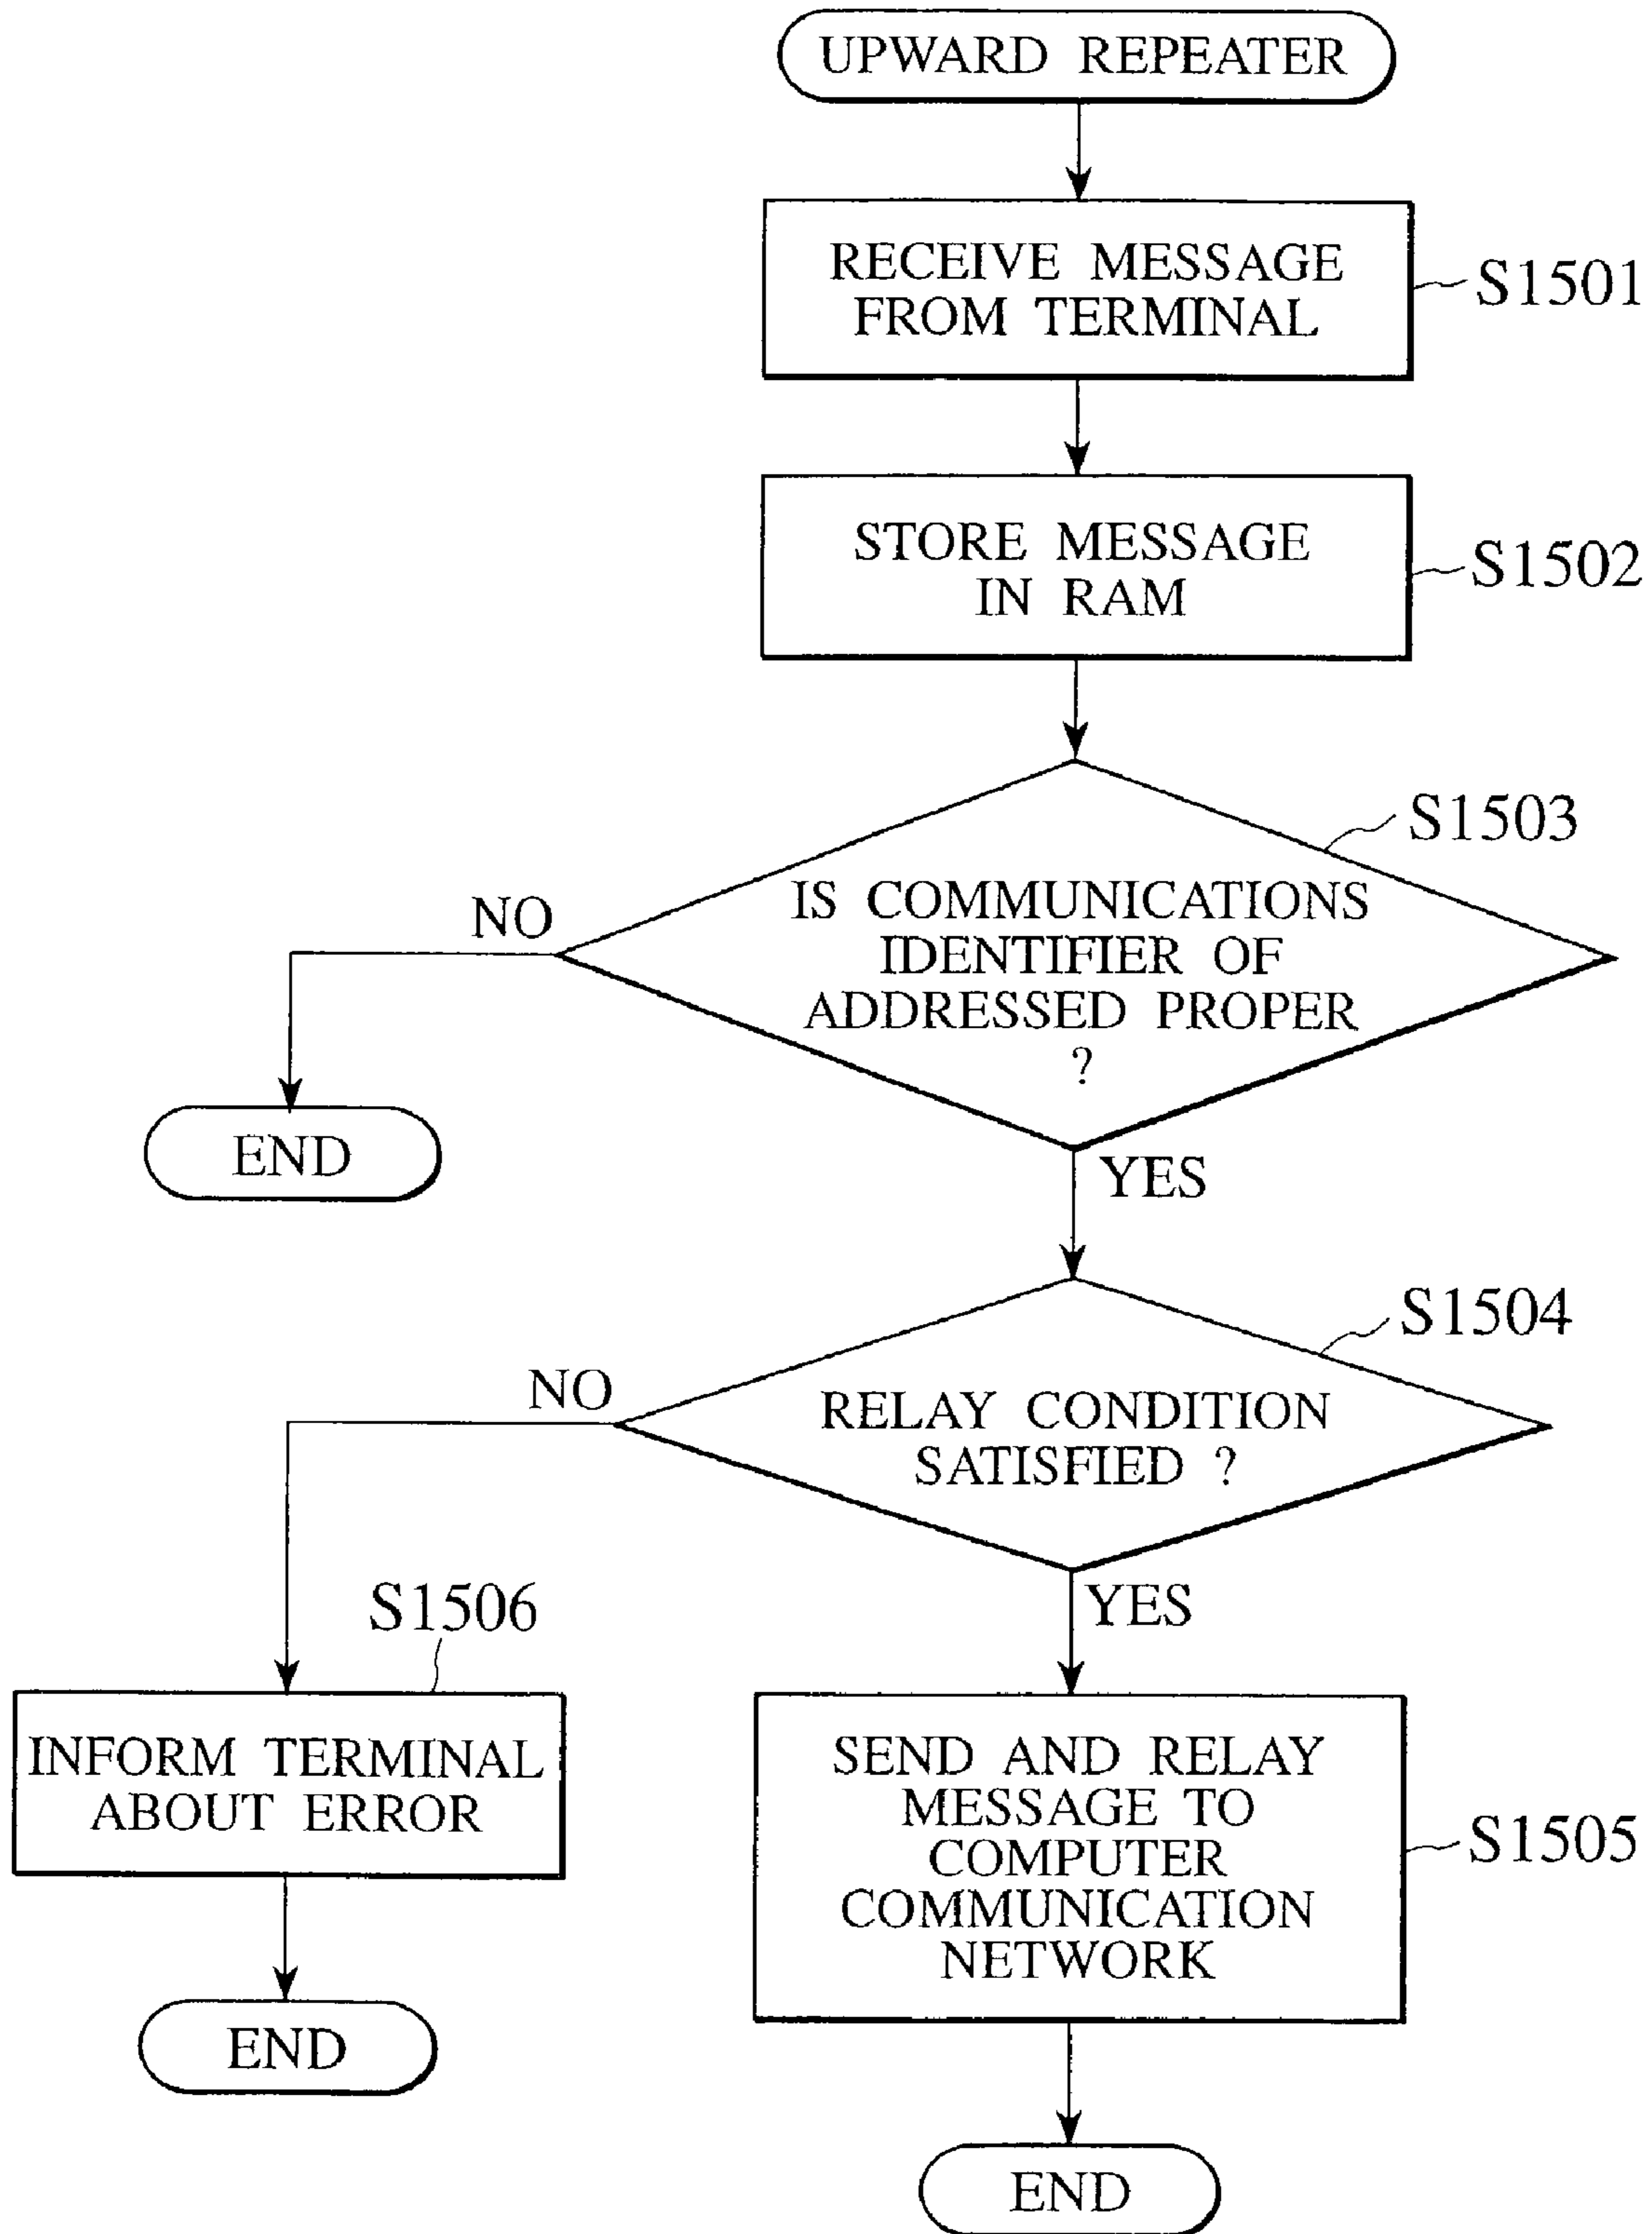 UPWARD REPEATER
RECEIVE MESSAGE
FROM TERMINAL
S1501
STORE MESSAGE
IN RAM
S1502
S1503
IS COMMUNICATIONS
IDENTIFIER OF
ADDRESSED PROPER
?
NO
END
YES
S1504
RELAY CONDITION
SATISFIED ?
NO
YES
S1506
INFORM TERMINAL
ABOUT ERROR
END
SEND AND RELAY
MESSAGE TO
COMPUTER
COMMUNICATION
NETWORK
S1505
END